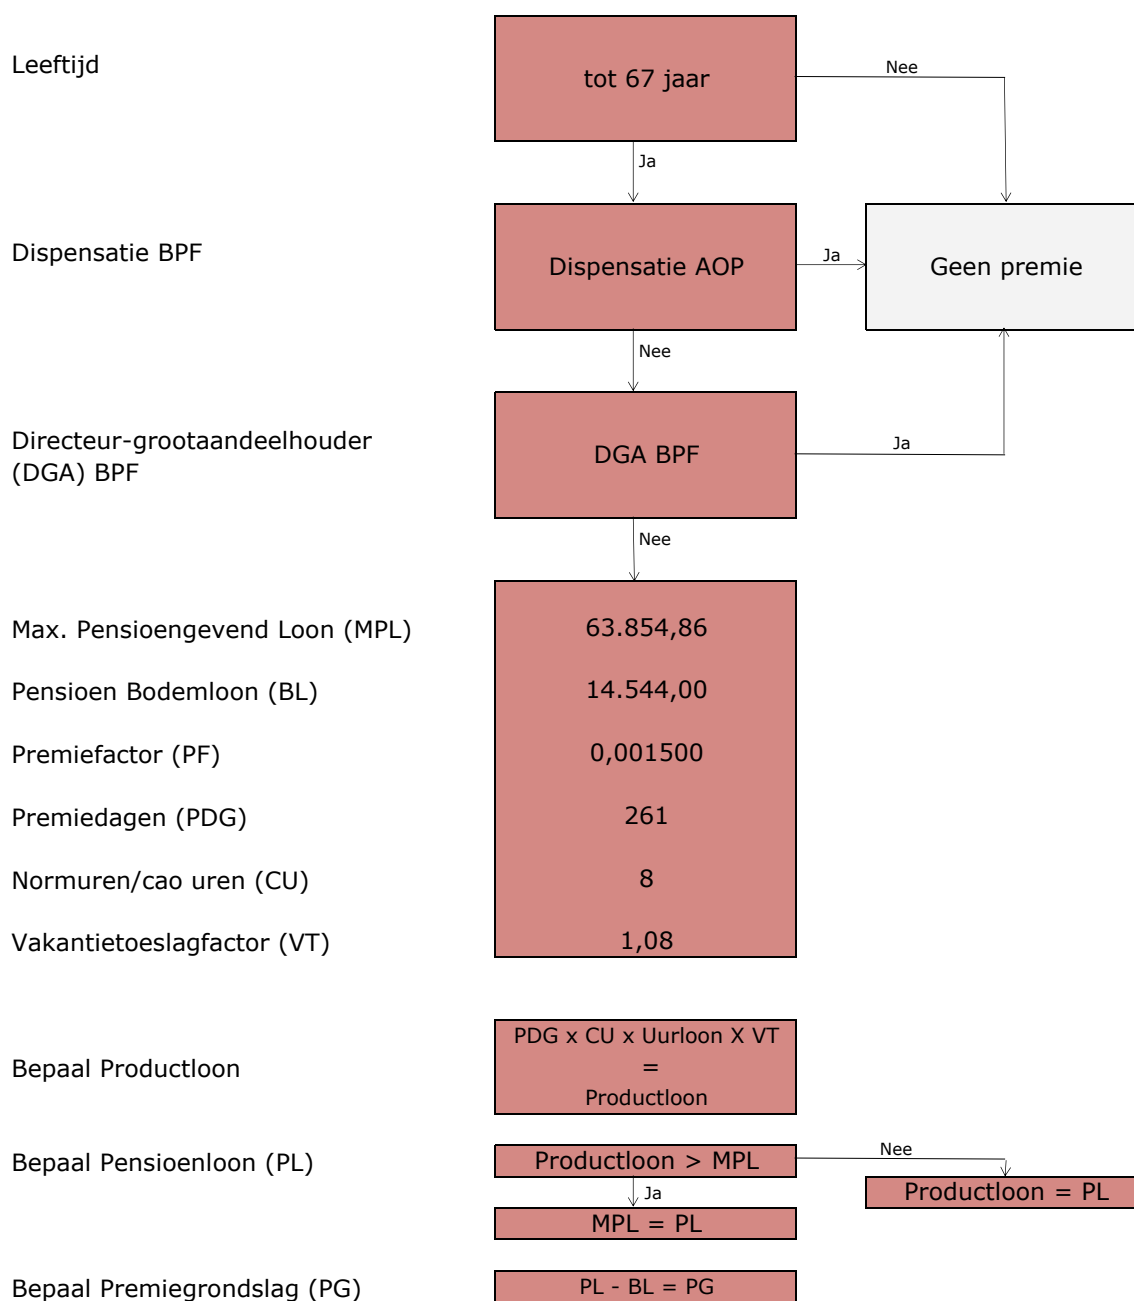 Leeftijd
tot 67 jaar
Nee
Ja
Dispensatie BPF
Dispensatie AOP
Ja
Geen premie
Nee
Directeur-grootaandeelhouder
(DGA) BPF
DGA BPF
Ja
Nee
Max. Pensioengevend Loon (MPL)
63.854,86
Pensioen Bodemloon (BL)
14.544,00
Premiefactor (PF)
0,001500
Premiedagen (PDG)
261
Normuren/cao uren (CU)
8
Vakantietoeslagfactor (VT)
1,08
Bepaal Productloon
PDG x CU x Uurloon X VT
=
Productloon
Bepaal Pensioenloon (PL)
Productloon > MPL
Nee
Productloon = PL
Ja
MPL = PL
Bepaal Premiegrondslag (PG)
PL - BL = PG